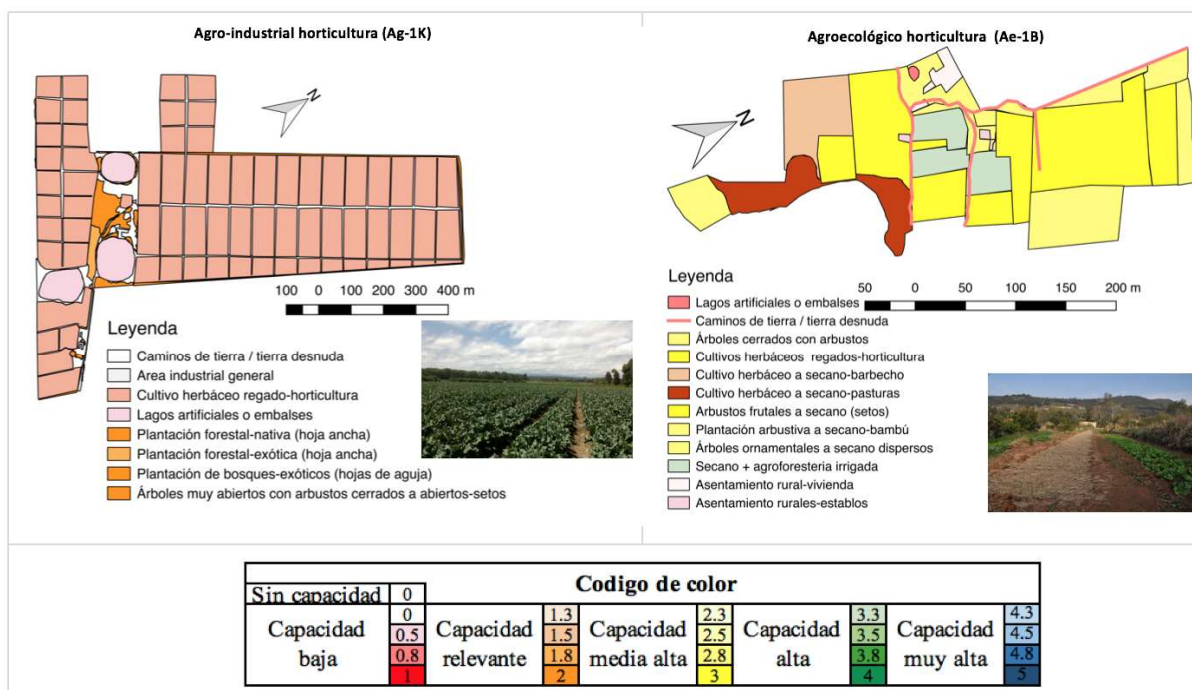 Agro-industrial horticultura (Ag-1K)
N
100 0 100 200 300 400 m
Leyenda
Caminos de tierra / tierra desnuda
Area industrial general
Cultivo herbáceo regado-horticultura
Lagos artificiales o embalses
Plantación forestal-nativa (hoja ancha)
Plantación forestal-exótica (hoja ancha)
Plantación de bosques-exóticos (hojas de aguja)
Árboles muy abiertos con arbustos cerrados a abiertos-setos
Agroecológico horticultura (Ae-1B)
N
Leyenda
50 0 50 100 150 200 m
Lagos artificiales o embalses
Caminos de tierra / tierra desnuda
Árboles cerrados con arbustos
Cultivos herbáceos regados-horticultura
Cultivo herbáceo a secano-barbecho
Cultivo herbáceo a secano-pasturas
Arbustos frutales a secano (setos)
Plantación arbustiva a secano-bambú
Árboles ornamentales a secano dispersos
Secano + agroforesteria irrigada
Asentamiento rural-vivienda
Asentamiento rurales-establos
Codigo de color
Sin capacidad 0
Capacidad baja 0 0.5 0.8 1
Capacidad relevante 1.3 1.5 1.8 2
Capacidad media alta 2.3 2.5 2.8 3
Capacidad alta 3.3 3.5 3.8 4
Capacidad muy alta 4.3 4.5 4.8 5